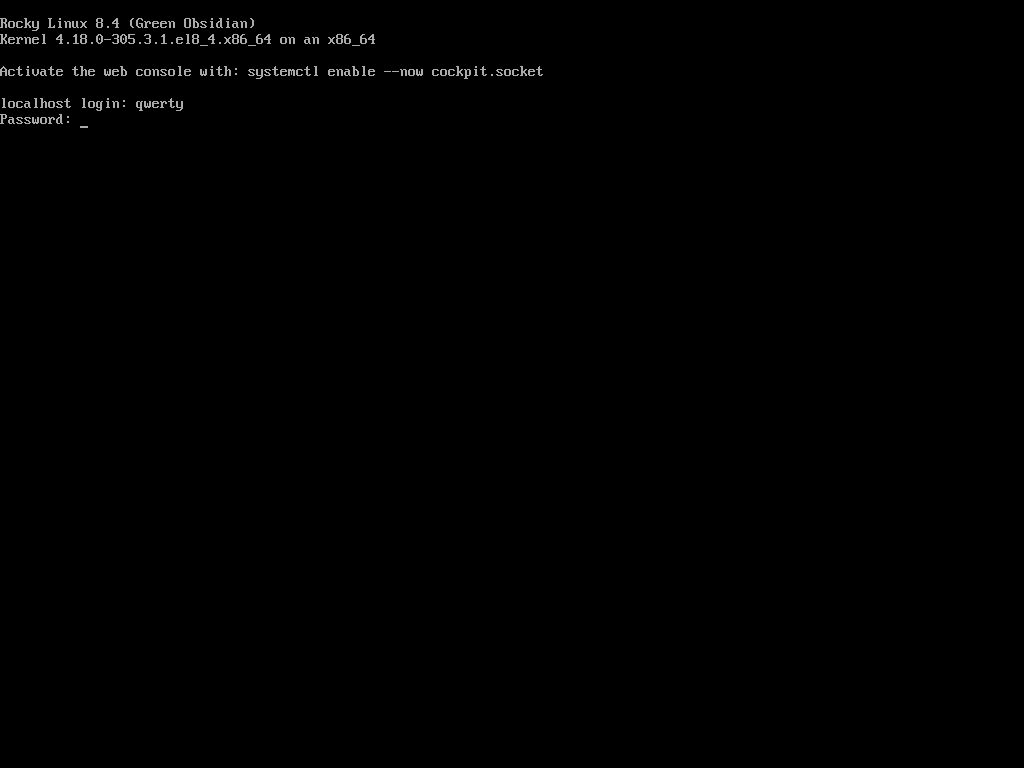 Rocky Linux 8.4 (Green Obsidian)
Kernel 4.18.0-305.3.1.el8_4.x86_64 on an x86_64
Activate the web console with: systemctl enable --now cockpit.socket
localhost login: qwerty
Password: _